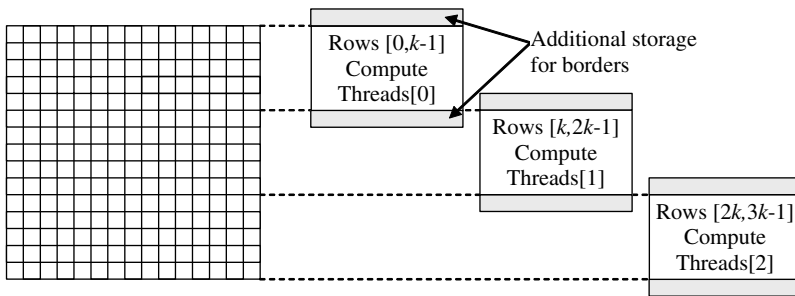 Rows [0,k-1]
Compute
Threads[0]
Additional storage
for borders
Rows [k,2k-1]
Compute
Threads[1]
Rows [2k,3k-1]
Compute
Threads[2]